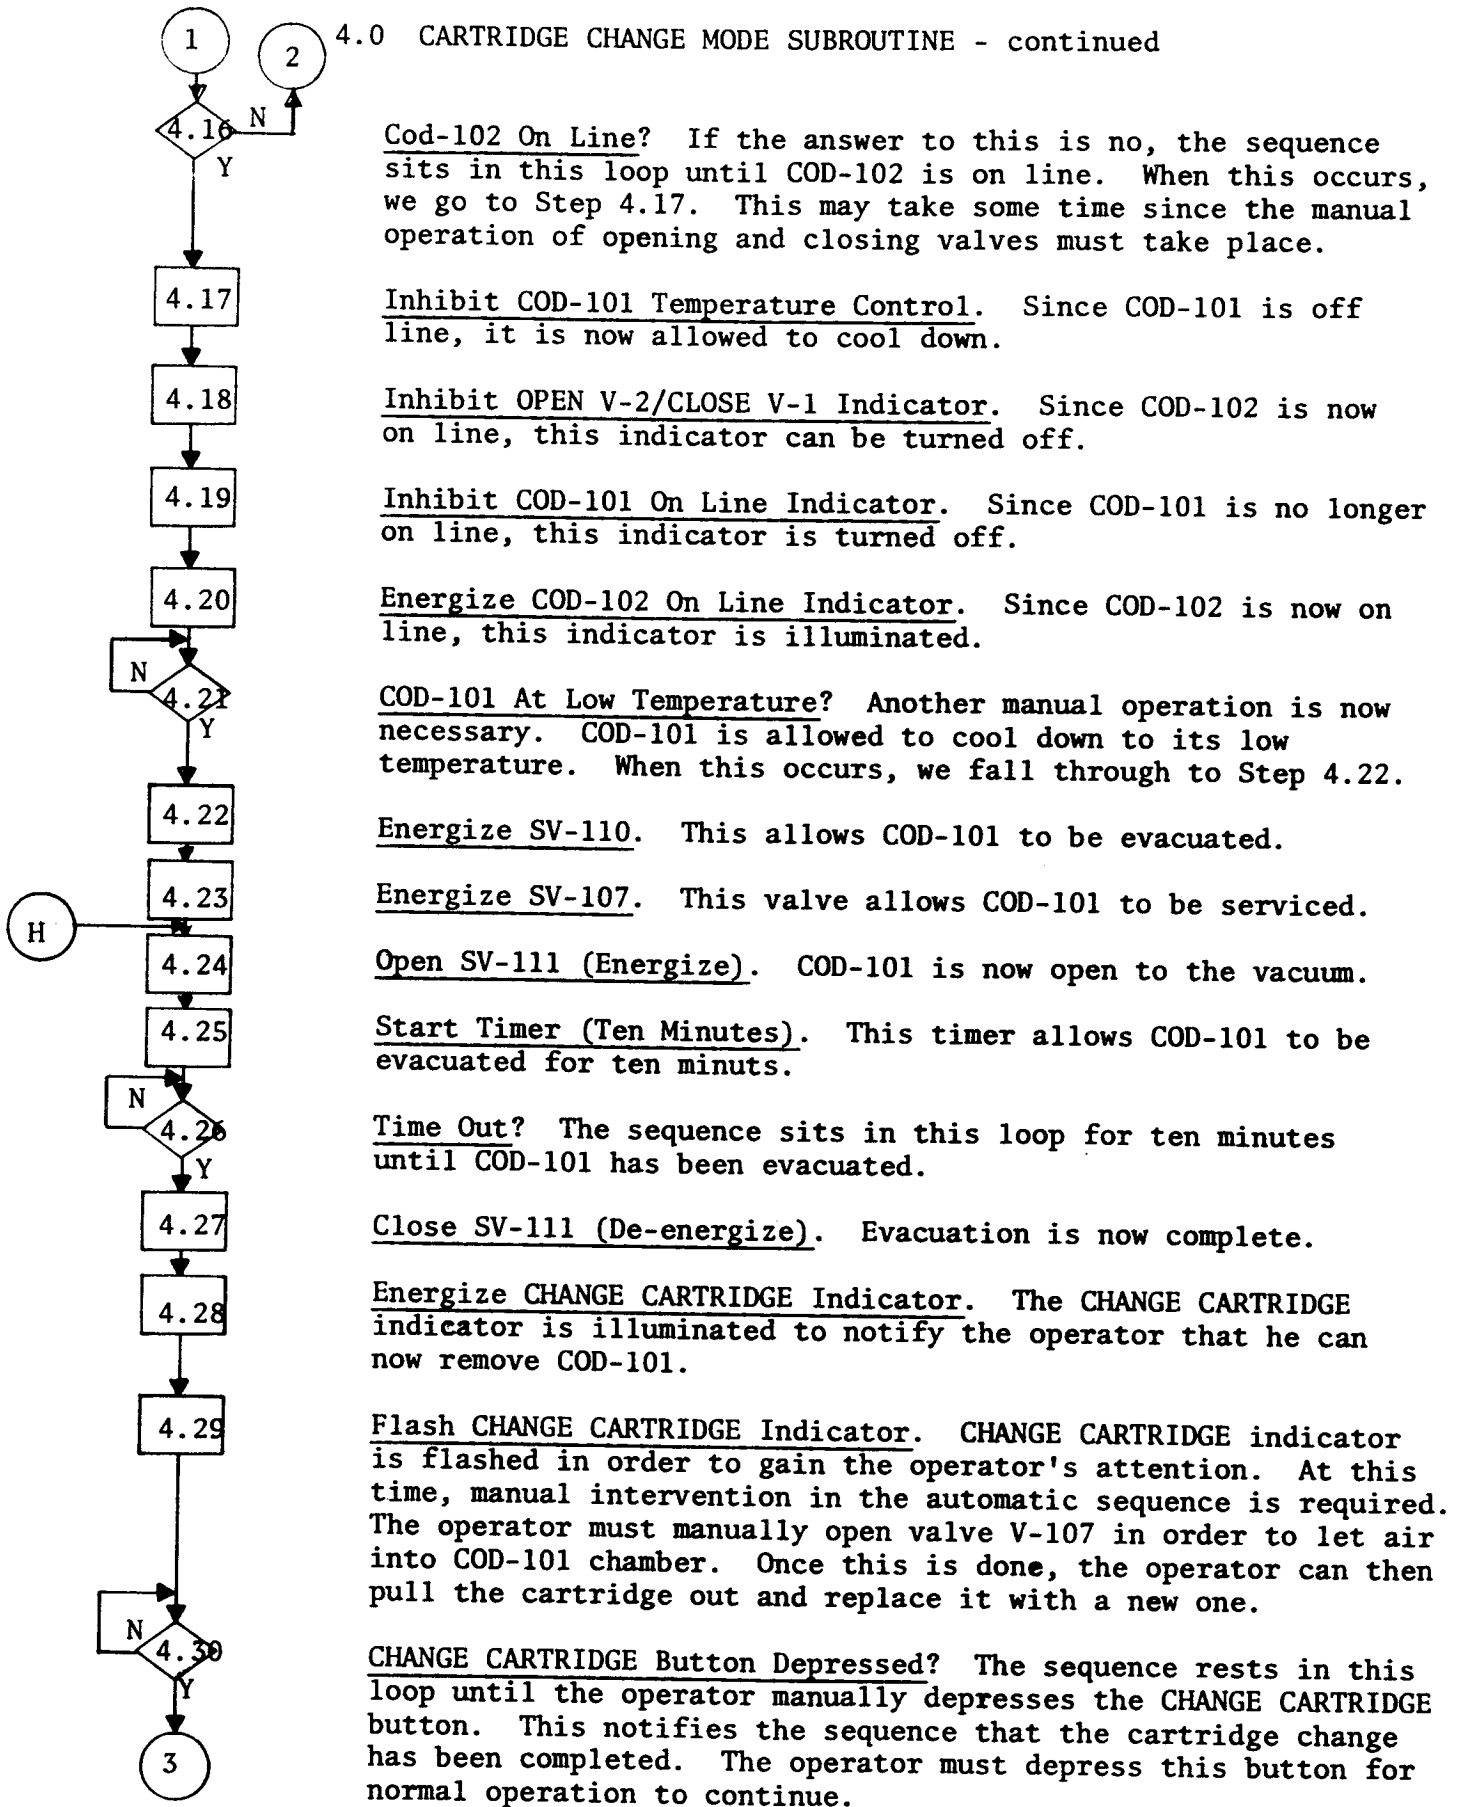 1
2
4.0 CARTRIDGE CHANGE MODE SUBROUTINE - continued
4.16
N
Y
Cod-102 On Line? If the answer to this is no, the sequence
sits in this loop until COD-102 is on line. When this occurs,
we go to Step 4.17. This may take some time since the manual
operation of opening and closing valves must take place.
4.17
Inhibit COD-101 Temperature Control. Since COD-101 is off
line, it is now allowed to cool down.
4.18
Inhibit OPEN V-2/CLOSE V-1 Indicator. Since COD-102 is now
on line, this indicator can be turned off.
4.19
Inhibit COD-101 On Line Indicator. Since COD-101 is no longer
on line, this indicator is turned off.
4.20
Energize COD-102 On Line Indicator. Since COD-102 is now on
line, this indicator is illuminated.
N
4.21
Y
COD-101 At Low Temperature? Another manual operation is now
necessary. COD-101 is allowed to cool down to its low
temperature. When this occurs, we fall through to Step 4.22.
4.22
Energize SV-110. This allows COD-101 to be evacuated.
4.23
Energize SV-107. This valve allows COD-101 to be serviced.
H
4.24
Open SV-111 (Energize). COD-101 is now open to the vacuum.
4.25
Start Timer (Ten Minutes). This timer allows COD-101 to be
evacuated for ten minuts.
N
4.26
Y
Time Out? The sequence sits in this loop for ten minutes
until COD-101 has been evacuated.
4.27
Close SV-111 (De-energize). Evacuation is now complete.
4.28
Energize CHANGE CARTRIDGE Indicator. The CHANGE CARTRIDGE
indicator is illuminated to notify the operator that he can
now remove COD-101.
4.29
Flash CHANGE CARTRIDGE Indicator. CHANGE CARTRIDGE indicator
is flashed in order to gain the operator's attention. At this
time, manual intervention in the automatic sequence is required.
The operator must manually open valve V-107 in order to let air
into COD-101 chamber. Once this is done, the operator can then
pull the cartridge out and replace it with a new one.
N
4.30
Y
CHANGE CARTRIDGE Button Depressed? The sequence rests in this
loop until the operator manually depresses the CHANGE CARTRIDGE
button. This notifies the sequence that the cartridge change
has been completed. The operator must depress this button for
normal operation to continue.
3